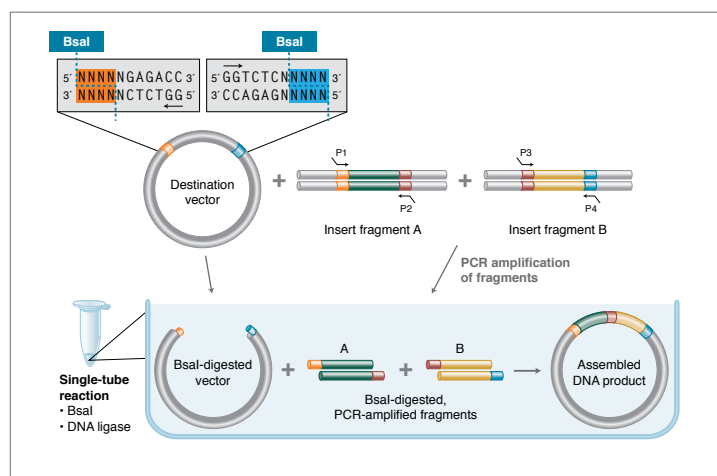 BsaI
BsaI
5´ NNNNNGAGACC 3´
3´ NNNNNCTCTGG 5´
5´ GGTCTCNNNNN 3´
3´ CCAGAGNNNNN 5´
Destination
vector
+
P1
P2
Insert fragment A
+
P3
P4
Insert fragment B
PCR amplification
of fragments
Single-tube
reaction
• BsaI
• DNA ligase
BsaI-digested
vector
+
A
+
B
BsaI-digested,
PCR-amplified fragments
Assembled
DNA product